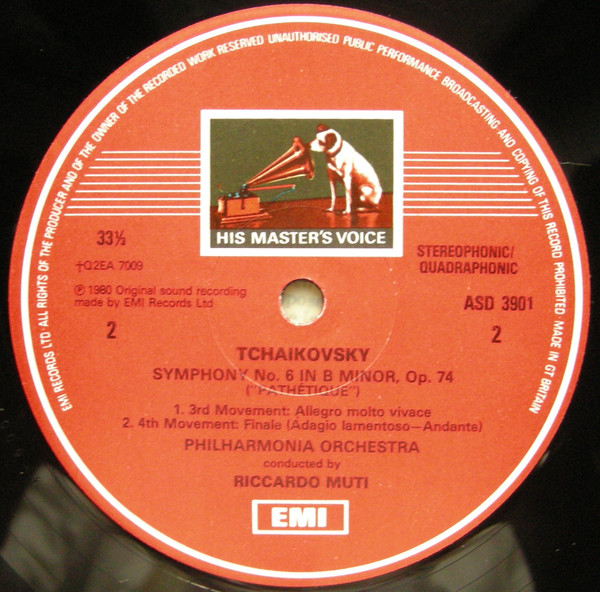 EMI RECORDS LTD ALL RIGHTS OF THE PRODUCER AND OF THE OWNER OF THE RECORDED WORK RESERVED UNAUTHORISED PUBLIC PERFORMANCE BROADCASTING AND COPYING OF THIS RECORD PROHIBITED MADE IN GT BRITAIN
HIS MASTER'S VOICE
33⅓
STEREOPHONIC/
QUADRAPHONIC
†Q2EA 7009
℗ 1980 Original sound recording
made by EMI Records Ltd
ASD 3901
2
2
TCHAIKOVSKY
SYMPHONY No. 6 IN B MINOR, Op. 74
("PATHÉTIQUE")
1. 3rd Movement: Allegro molto vivace
2. 4th Movement: Finale (Adagio lamentoso—Andante)
PHILHARMONIA ORCHESTRA
conducted by
RICCARDO MUTI
EMI